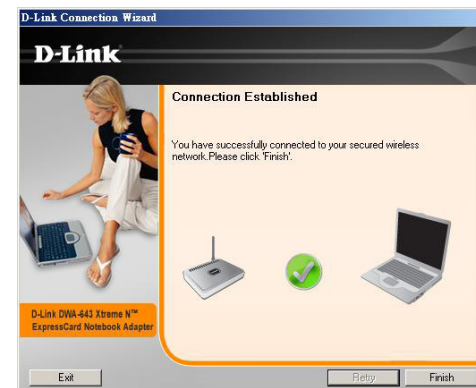 D-Link Connection Wizard
D-Link
Connection Established
You have successfully connected to your secured wireless
network.Please click 'Finish'.
D-Link DWA-643 Xtreme N™
ExpressCard Notebook Adapter
Exit
Retry
Finish